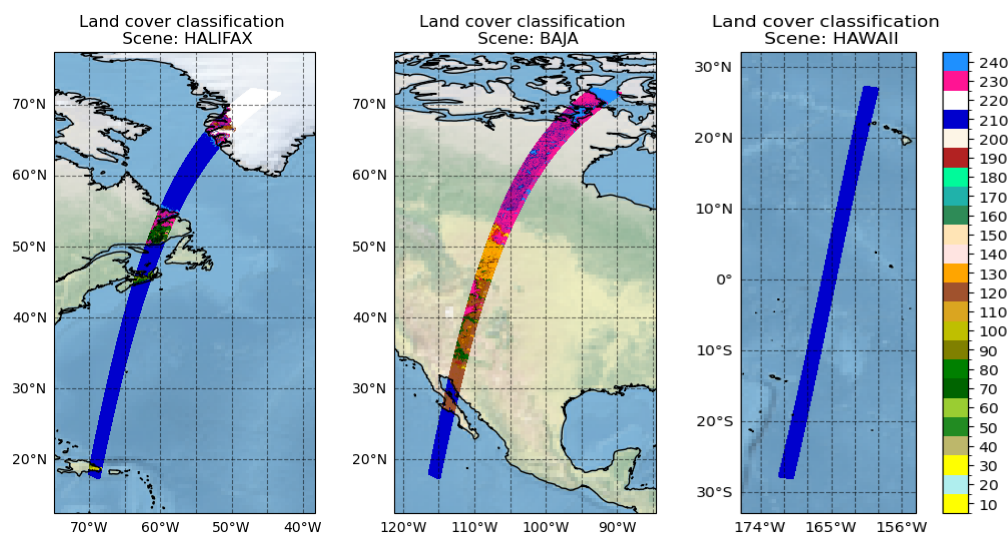 Land cover classification
Scene: HALIFAX
70°N
60°N
50°N
40°N
30°N
20°N
70°W 60°W 50°W 40°W
Land cover classification
Scene: BAJA
70°N
60°N
50°N
40°N
30°N
20°N
120°W 110°W 100°W 90°W
Land cover classification
Scene: HAWAII
30°N
20°N
10°N
0°
10°S
20°S
30°S
174°W 165°W 156°W
240
230
220
210
200
190
180
170
160
150
140
130
120
110
100
90
80
70
60
50
40
30
20
10